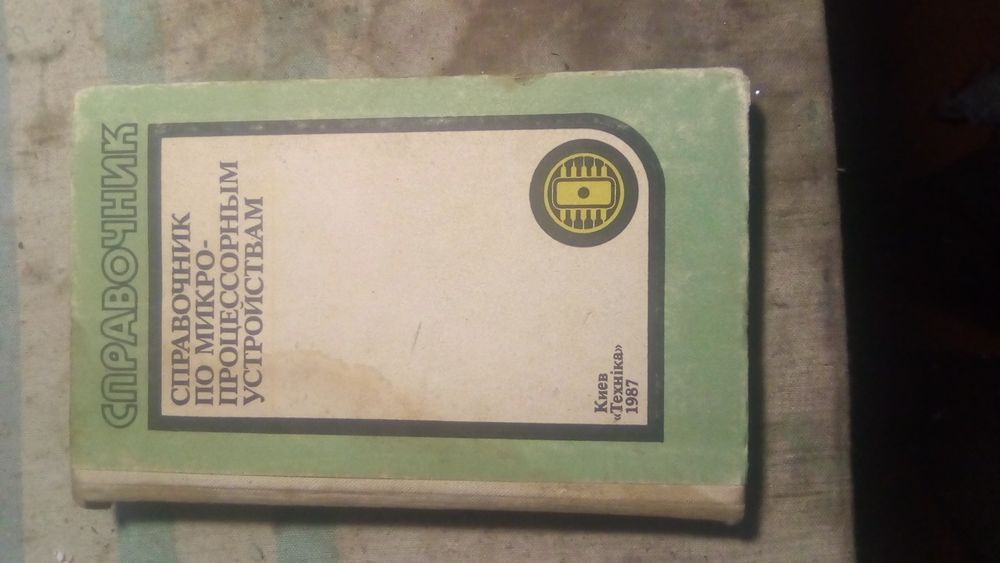 СПРАВОЧНИК
СПРАВОЧНИК
ПО МИКРО-
ПРОЦЕССОРНЫМ
УСТРОЙСТВАМ
Киев
«Техніка»
1987